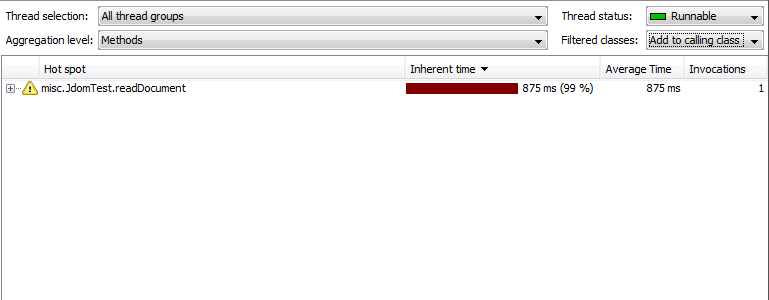 Thread selection: All thread groups Thread status: Runnable
Aggregation level: Methods Filtered classes: Add to calling class
Hot spot Inherent time Average Time Invocations
misc.JdomTest.readDocument 875 ms (99 %) 875 ms 1